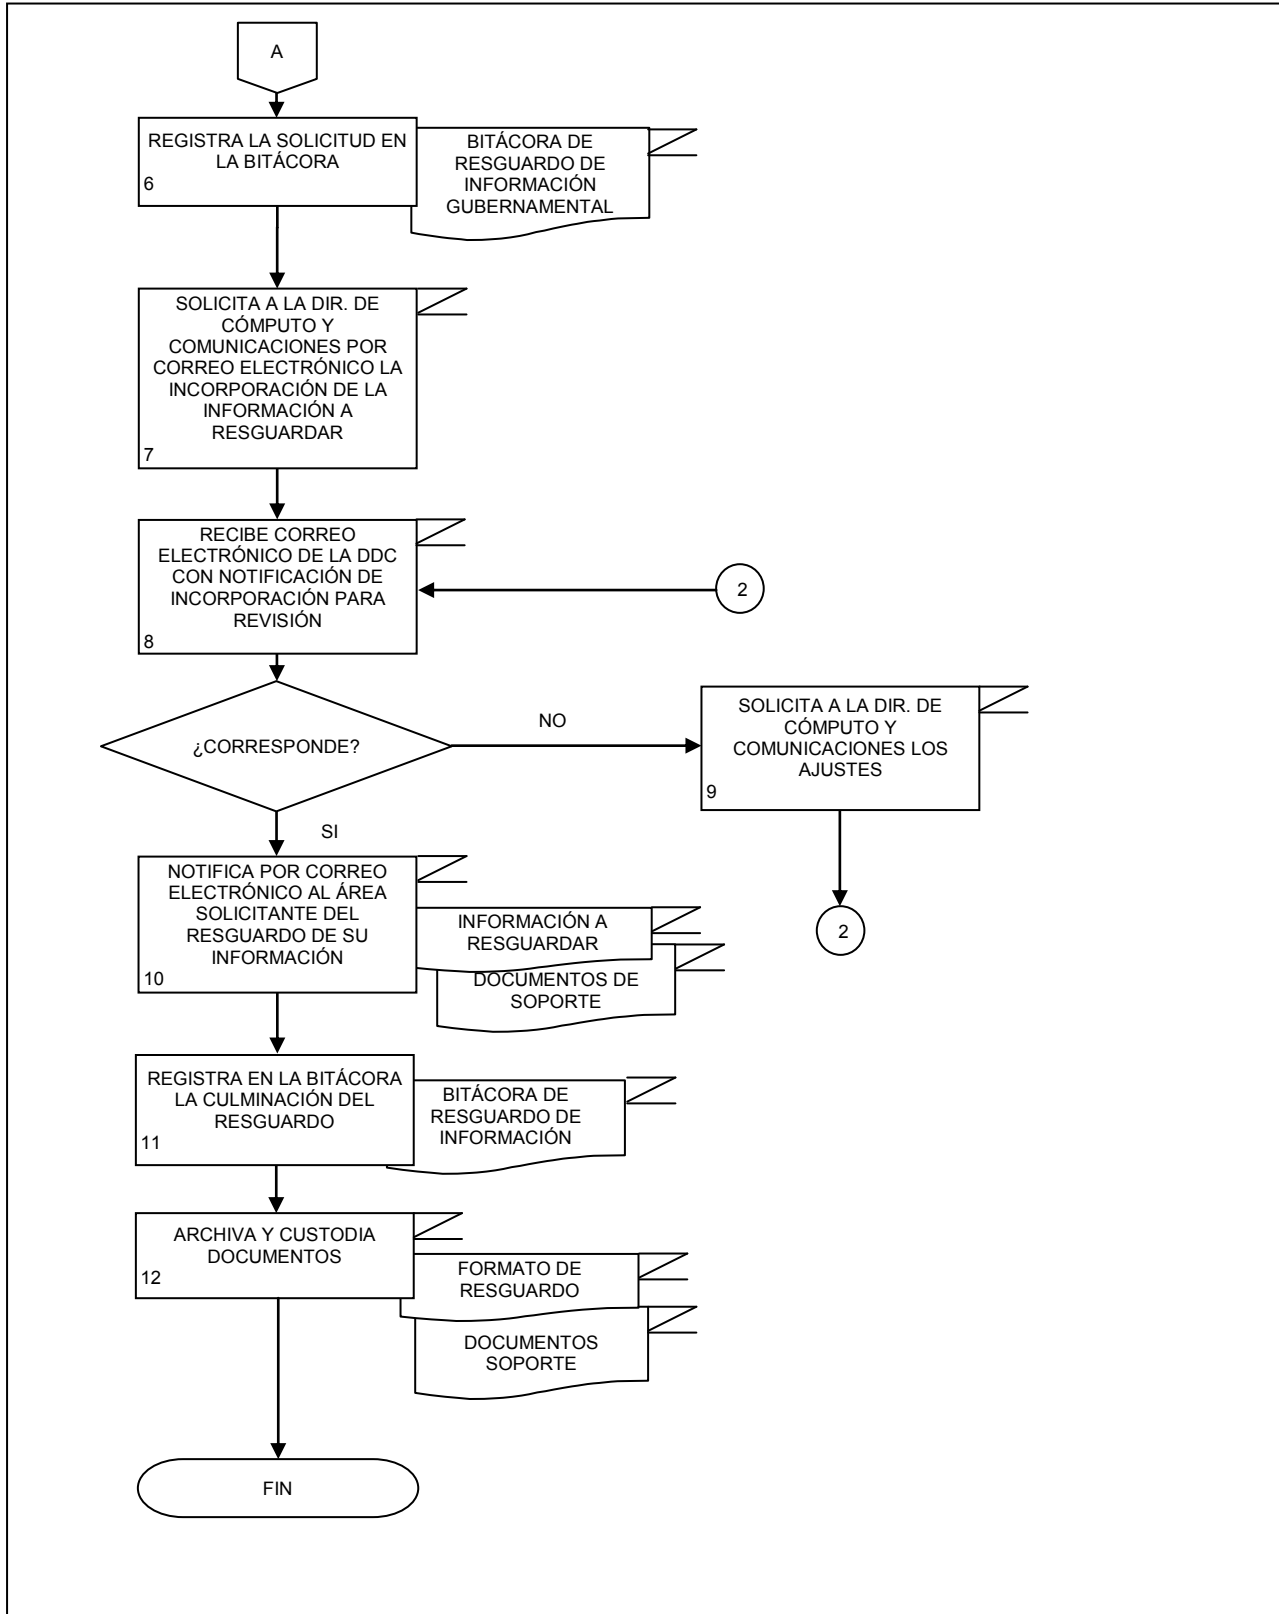 A
REGISTRA LA SOLICITUD EN
LA BITÁCORA
6
BITÁCORA DE
RESGUARDO DE
INFORMACIÓN
GUBERNAMENTAL
SOLICITA A LA DIR. DE
CÓMPUTO Y
COMUNICACIONES POR
CORREO ELECTRÓNICO LA
INCORPORACIÓN DE LA
INFORMACIÓN A
RESGUARDAR
7
RECIBE CORREO
ELECTRÓNICO DE LA DDC
CON NOTIFICACIÓN DE
INCORPORACIÓN PARA
REVISIÓN
8
2
¿CORRESPONDE?
NO
SOLICITA A LA DIR. DE
CÓMPUTO Y
COMUNICACIONES LOS
AJUSTES
9
2
SI
NOTIFICA POR CORREO
ELECTRÓNICO AL ÁREA
SOLICITANTE DEL
RESGUARDO DE SU
INFORMACIÓN
10
INFORMACIÓN A
RESGUARDAR
DOCUMENTOS DE
SOPORTE
REGISTRA EN LA BITÁCORA
LA CULMINACIÓN DEL
RESGUARDO
11
BITÁCORA DE
RESGUARDO DE
INFORMACIÓN
ARCHIVA Y CUSTODIA
DOCUMENTOS
12
FORMATO DE
RESGUARDO
DOCUMENTOS
SOPORTE
FIN